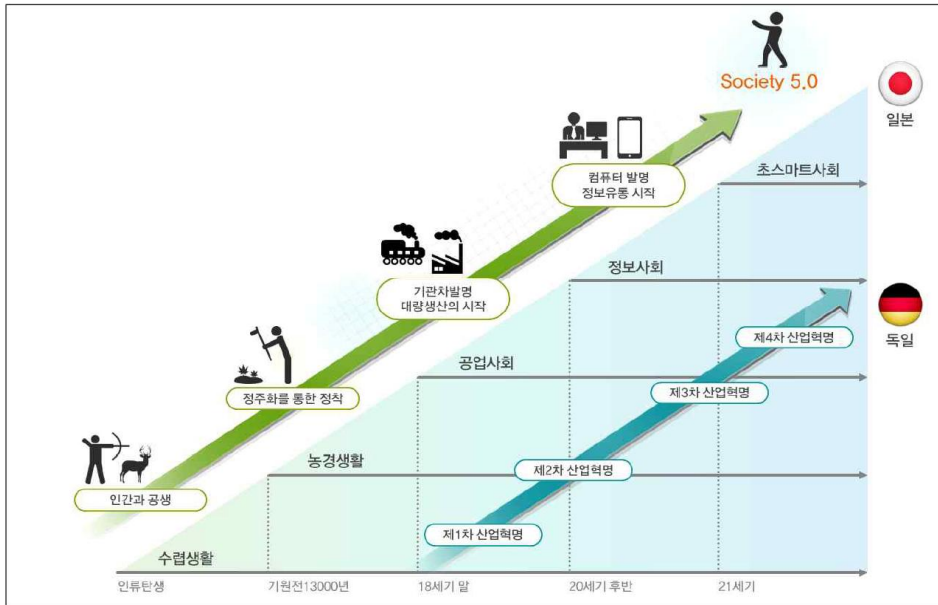 Society 5.0
일본
컴퓨터 발명
정보유통 시작
초스마트사회
기관차발명
대량생산의 시작
정보사회
독일
제4차 산업혁명
정주화를 통한 정착
공업사회
제3차 산업혁명
인간과 공생
농경생활
제2차 산업혁명
제1차 산업혁명
수렵생활
인류탄생
기원전13000년
18세기 말
20세기 후반
21세기